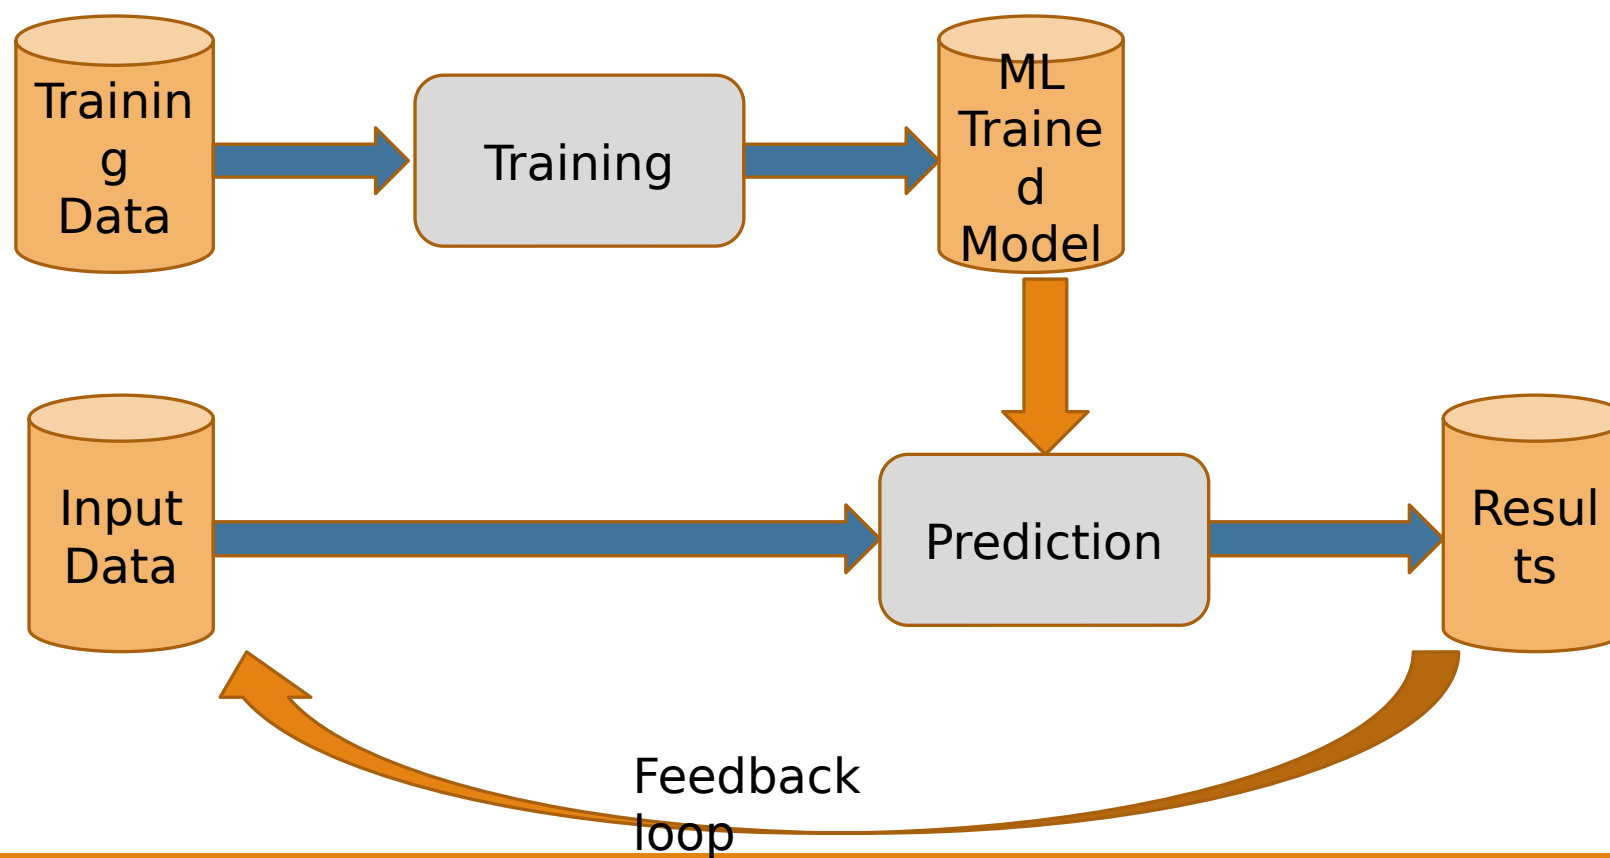 Trainin
g
Data
Training
ML
Traine
d
Model
Input
Data
Prediction
Resul
ts
Feedback
loop